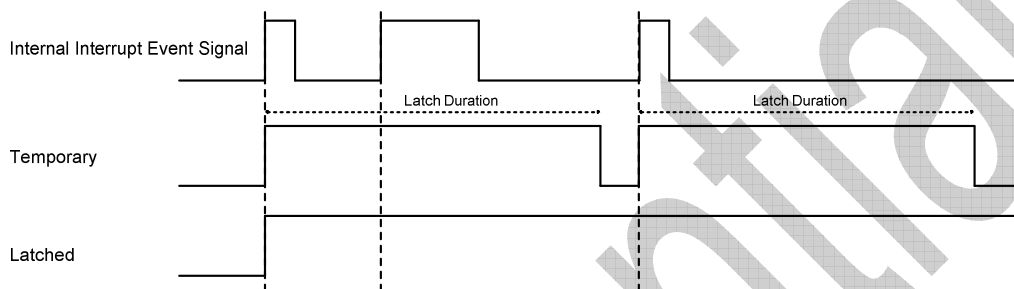 Internal Interrupt Event Signal
Latch Duration
Latch Duration
Temporary
Latched